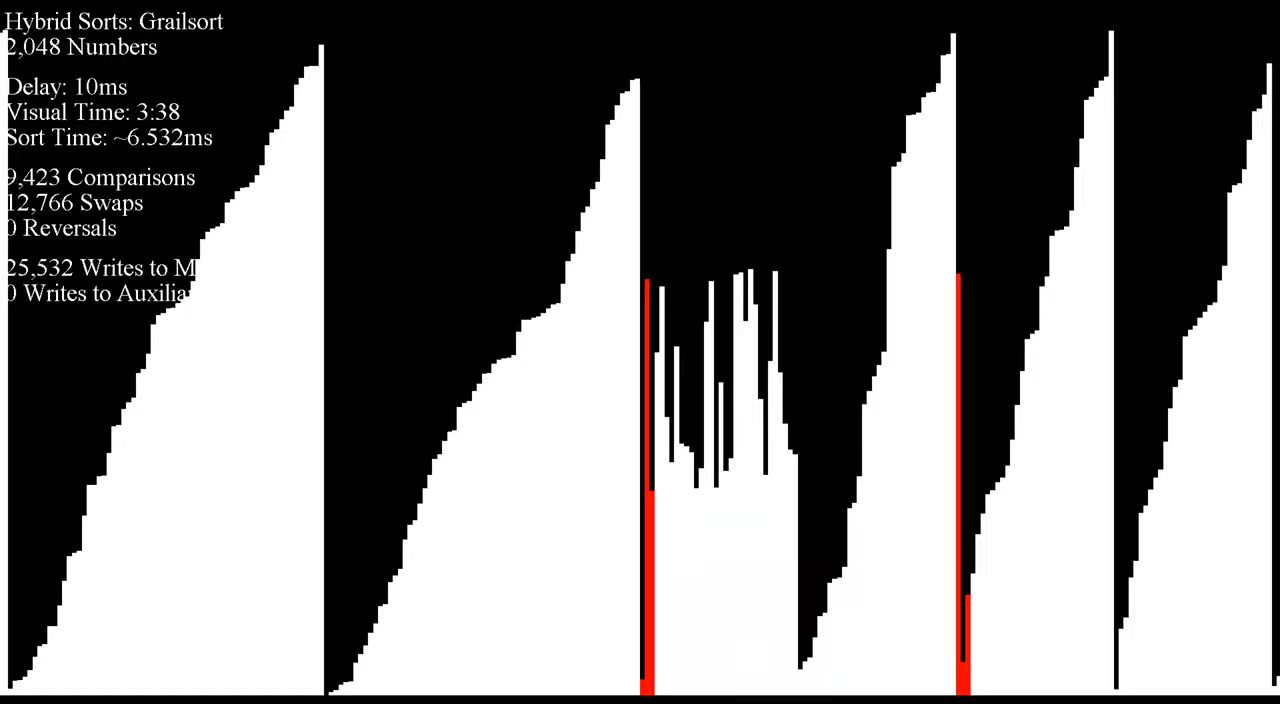 Hybrid Sorts: Grailsort
2,048 Numbers
Delay: 10ms
Visual Time: 3:38
Sort Time: ~6.532ms
9,423 Comparisons
12,766 Swaps
0 Reversals
25,532 Writes to M
0 Writes to Auxilia